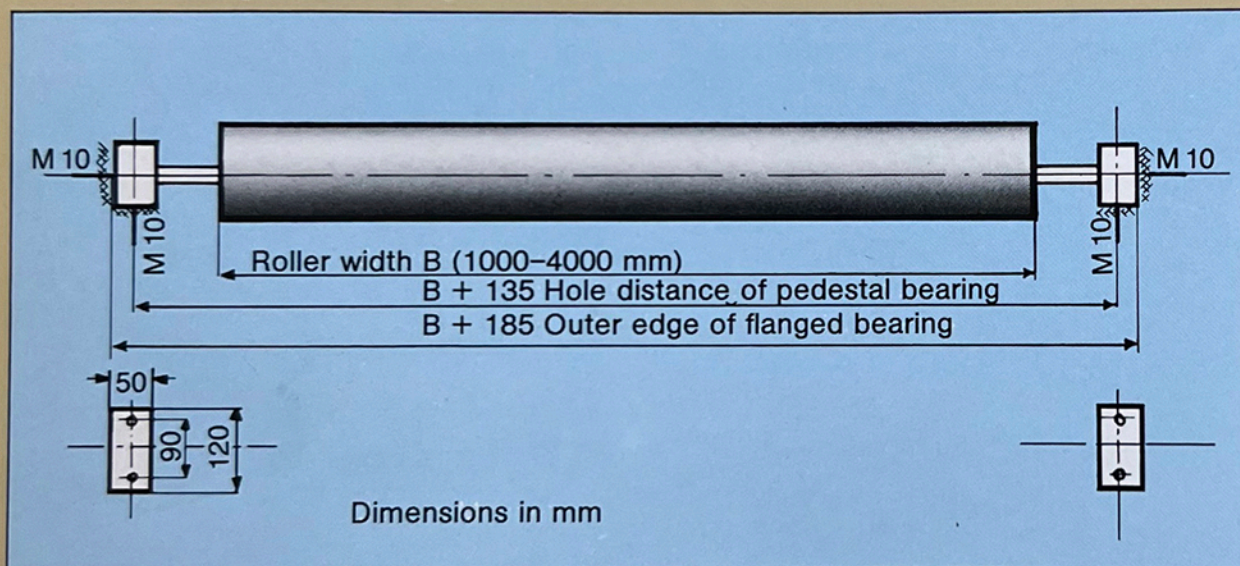 M 10
M 10
M 10
M 10
Roller width B (1000–4000 mm)
B + 135 Hole distance of pedestal bearing
B + 185 Outer edge of flanged bearing
50
90
120
Dimensions in mm